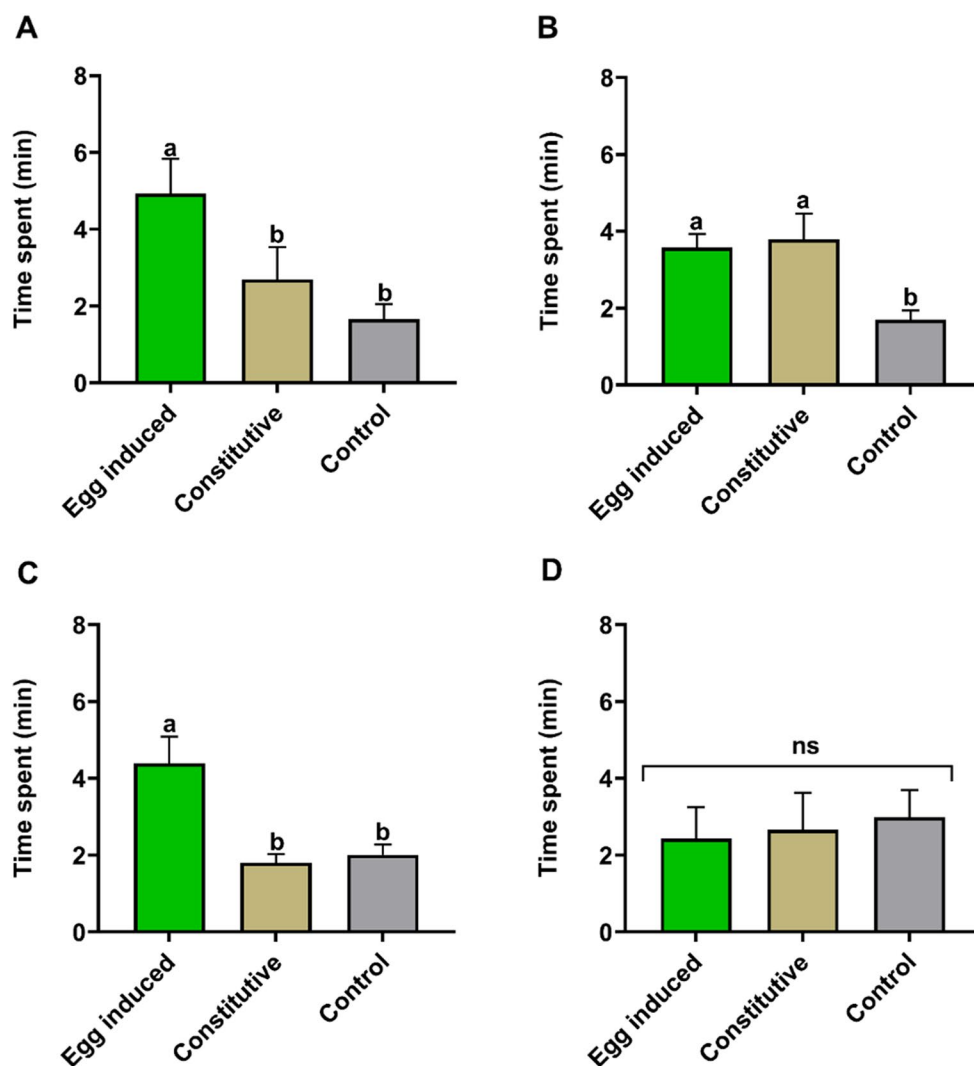 A
Time spent (min)
8
6
4
2
0
a
b
b
Egg induced
Constitutive
Control
B
Time spent (min)
8
6
4
2
0
a
a
b
Egg induced
Constitutive
Control
C
Time spent (min)
8
6
4
2
0
a
b
b
Egg induced
Constitutive
Control
D
Time spent (min)
8
6
4
2
0
ns
Egg induced
Constitutive
Control